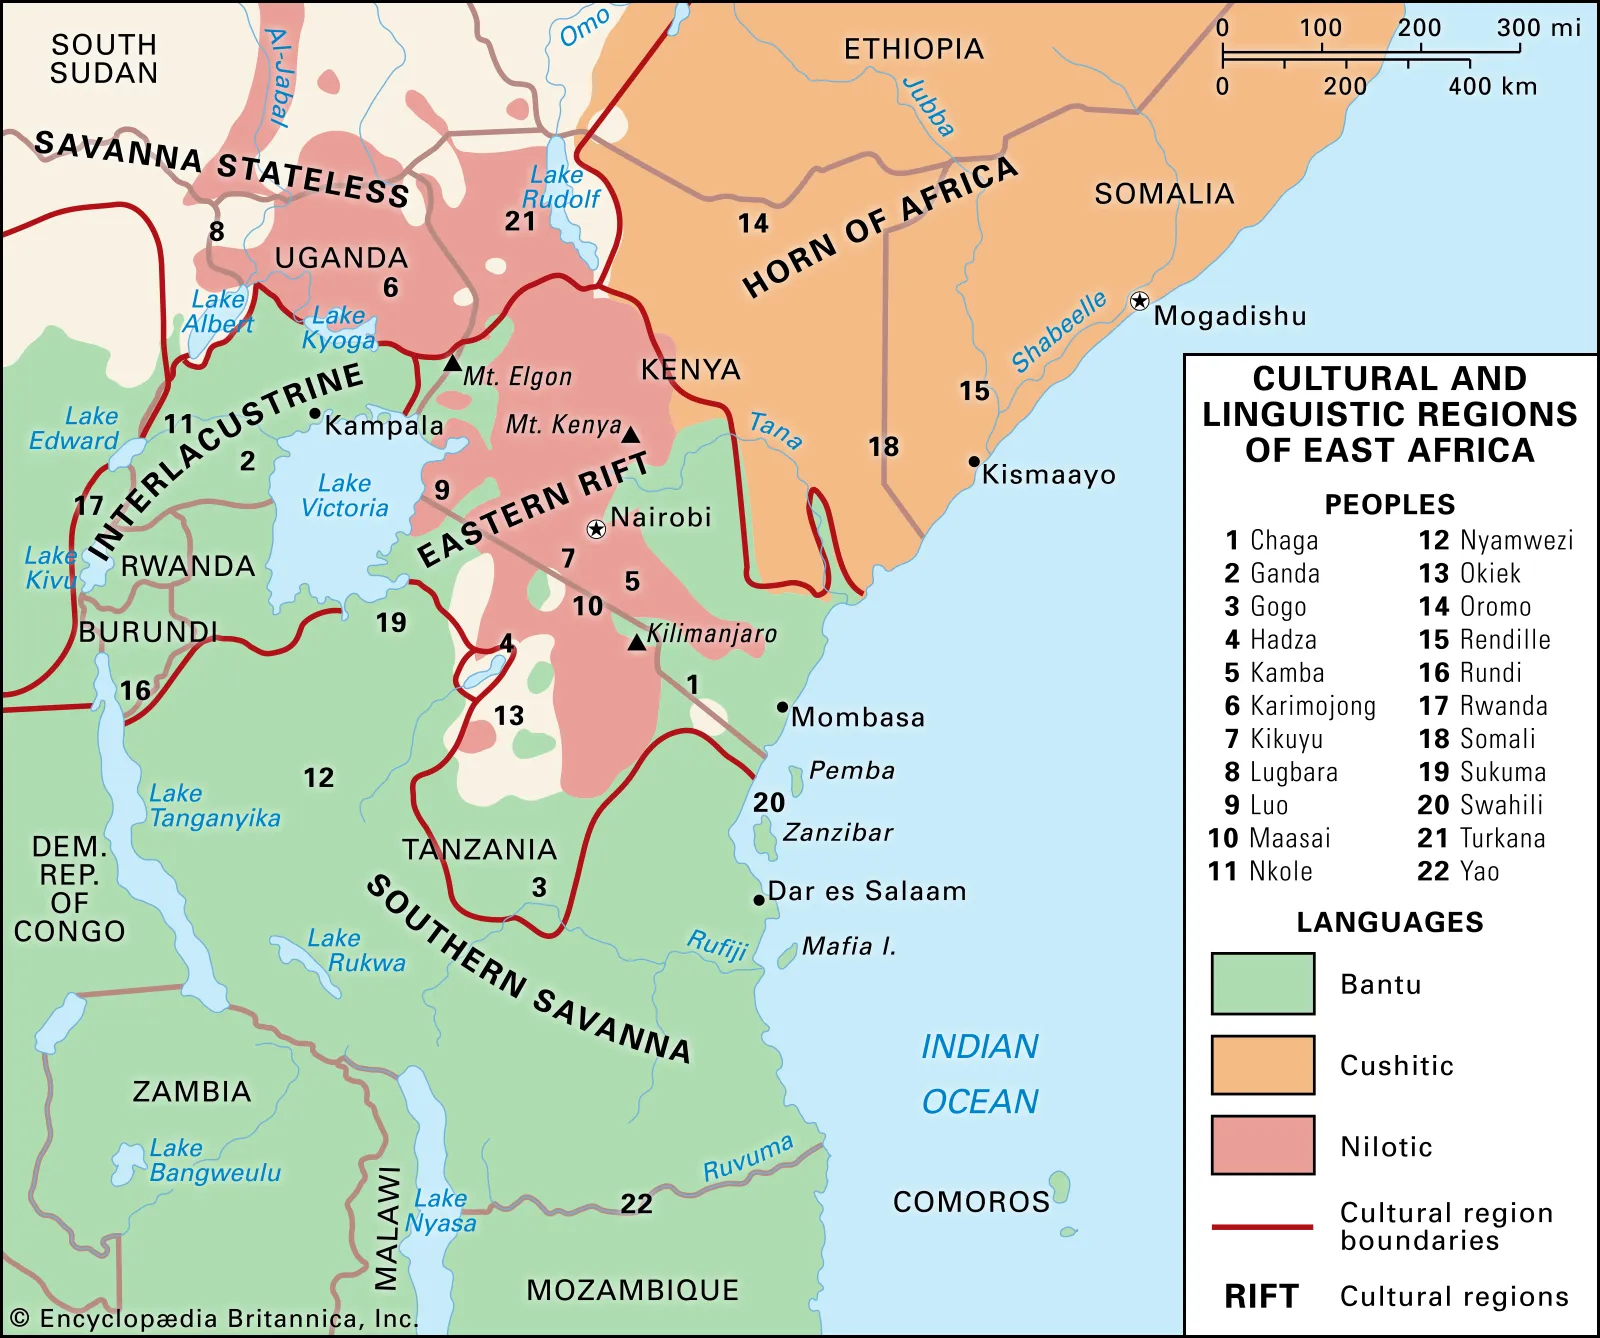 SOUTH
SUDAN
Al-Jabal
Omo
ETHIOPIA
Jubba
0 100 200 300 mi
0 200 400 km
SAVANNA STATELESS
Lake
Rudolf
HORN OF AFRICA
SOMALIA
8
21
14
UGANDA
6
Lake
Albert
Lake
Kyoga
Shabeelle
Mogadishu
KENYA
Mt. Elgon
INTERLACUSTRINE
15
Lake
Edward
11
Kampala
Mt. Kenya
Tana
2
18
Kismaayo
Lake
Victoria
9
EASTERN RIFT
17
Nairobi
Lake
Kivu
RWANDA
7
5
10
BURUNDI
19
4
Kilimanjaro
16
1
13
Mombasa
12
Pemba
Lake
Tanganyika
20
Zanzibar
DEM.
REP.
OF
CONGO
TANZANIA
3
Dar es Salaam
SOUTHERN SAVANNA
Lake
Rukwa
Rufiji
Mafia I.
INDIAN
OCEAN
ZAMBIA
Lake
Bangweulu
MALAWI
Lake
Nyasa
Ruvuma
22
COMOROS
MOZAMBIQUE
© Encyclopædia Britannica, Inc.
CULTURAL AND
LINGUISTIC REGIONS
OF EAST AFRICA
PEOPLES
1 Chaga
2 Ganda
3 Gogo
4 Hadza
5 Kamba
6 Karimojong
7 Kikuyu
8 Lugbara
9 Luo
10 Maasai
11 Nkole
12 Nyamwezi
13 Okiek
14 Oromo
15 Rendille
16 Rundi
17 Rwanda
18 Somali
19 Sukuma
20 Swahili
21 Turkana
22 Yao
LANGUAGES
Bantu
Cushitic
Nilotic
Cultural region
boundaries
RIFT Cultural regions